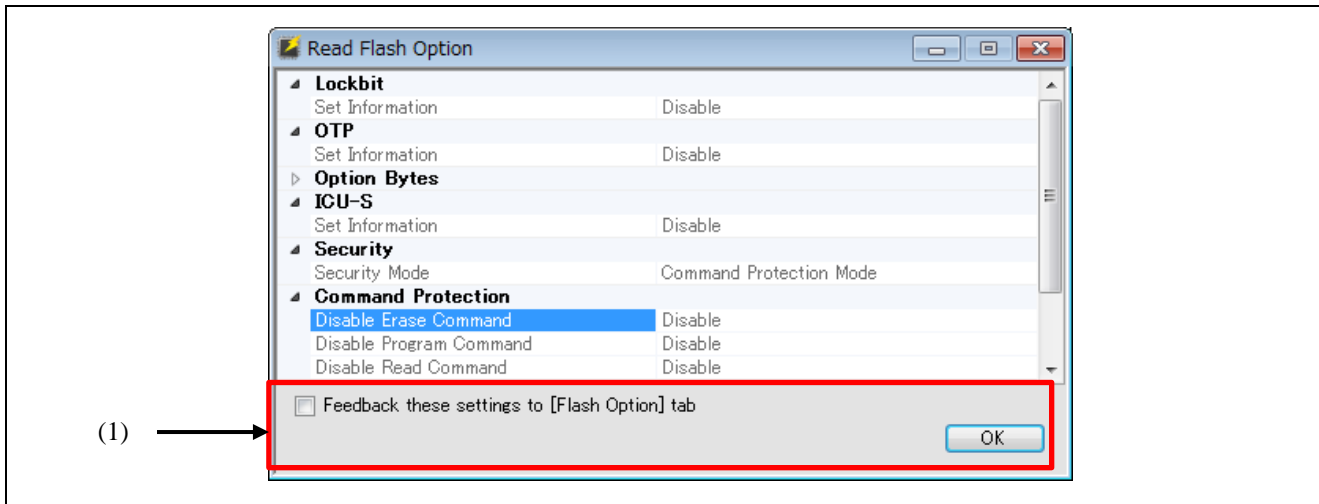 Read Flash Option
Lockbit
Set Information Disable
OTP
Set Information Disable
Option Bytes
ICU-S
Set Information Disable
Security
Security Mode Command Protection Mode
Command Protection
Disable Erase Command Disable
Disable Program Command Disable
Disable Read Command Disable
Feedback these settings to [Flash Option] tab
(1)
OK